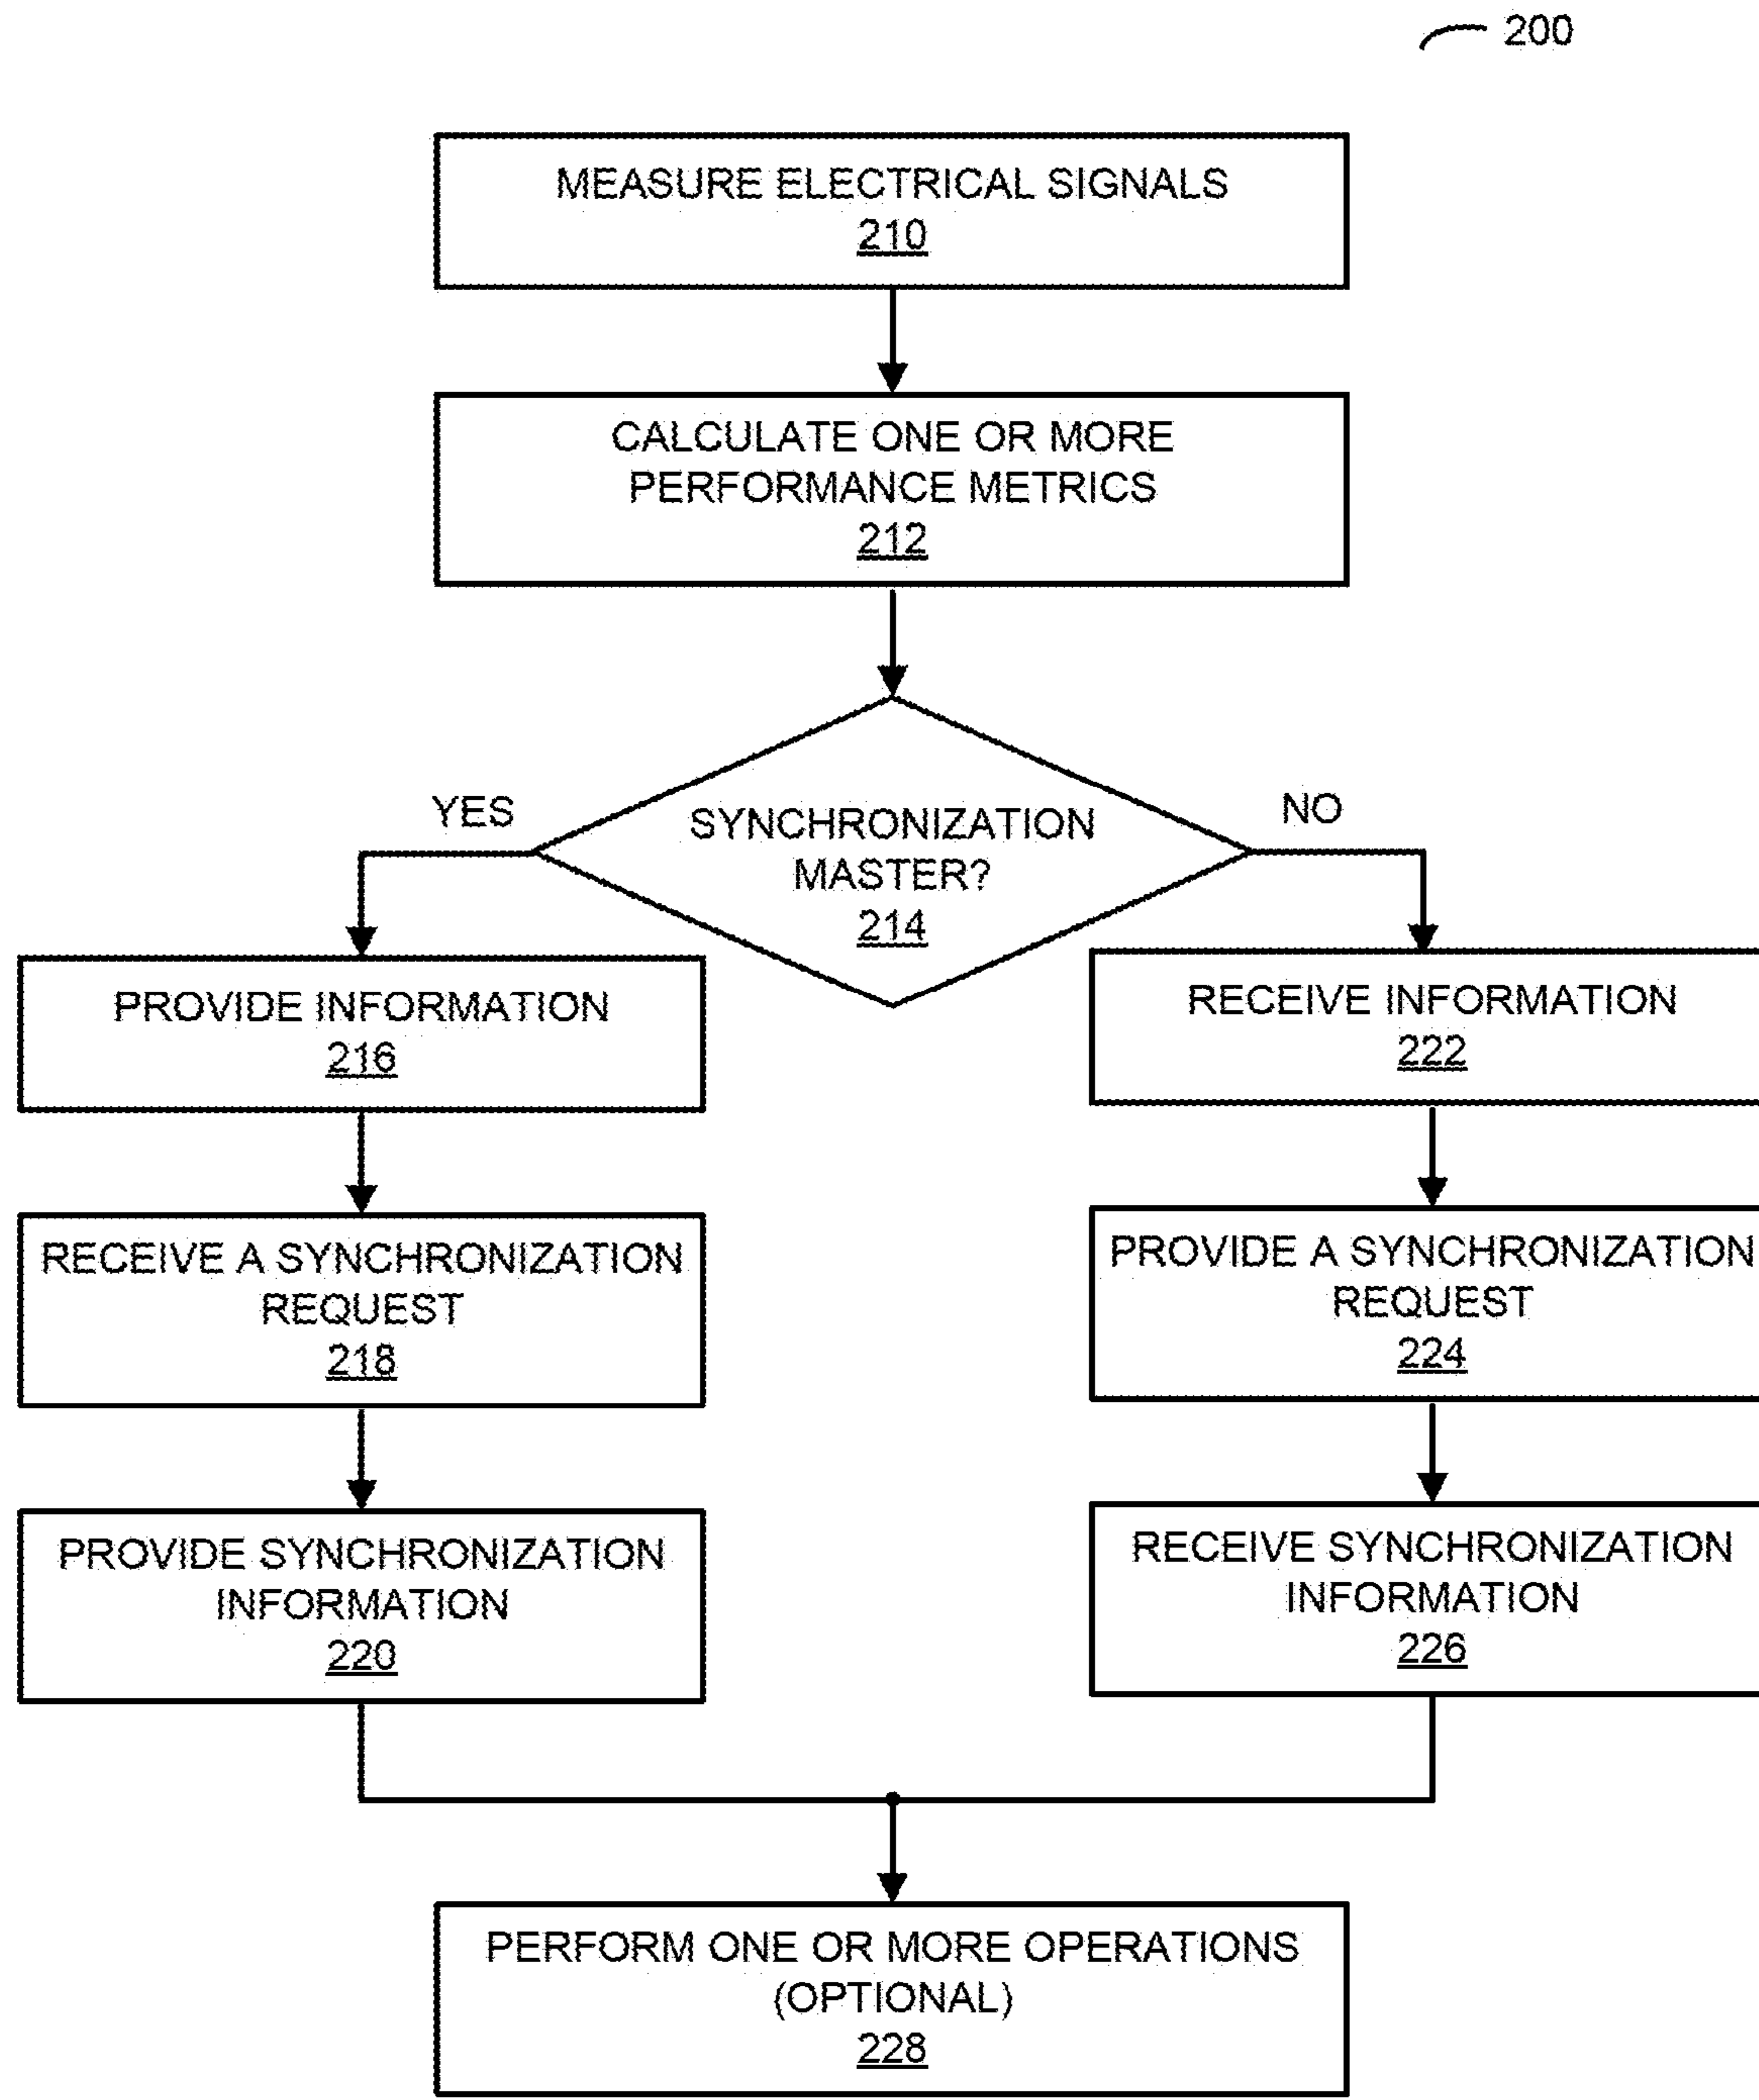 200
MEASURE ELECTRICAL SIGNALS
210
CALCULATE ONE OR MORE
PERFORMANCE METRICS
212
SYNCHRONIZATION
MASTER?
214
YES
NO
PROVIDE INFORMATION
216
RECEIVE A SYNCHRONIZATION
REQUEST
218
PROVIDE SYNCHRONIZATION
INFORMATION
220
RECEIVE INFORMATION
222
PROVIDE A SYNCHRONIZATION
REQUEST
224
RECEIVE SYNCHRONIZATION
INFORMATION
226
PERFORM ONE OR MORE OPERATIONS
(OPTIONAL)
228